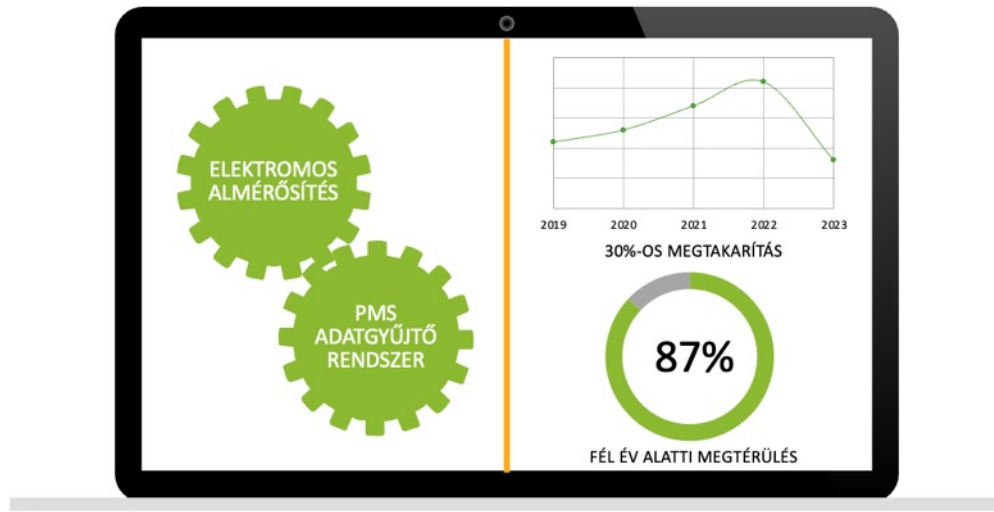 ELEKTROMOS
ALMÉRŐSÍTÉS
PMS
ADATGYŰJTŐ
RENDSZER
2019 2020 2021 2022 2023
30%-OS MEGTAKARÍTÁS
87%
FÉL ÉV ALATTI MEGTÉRÜLÉS